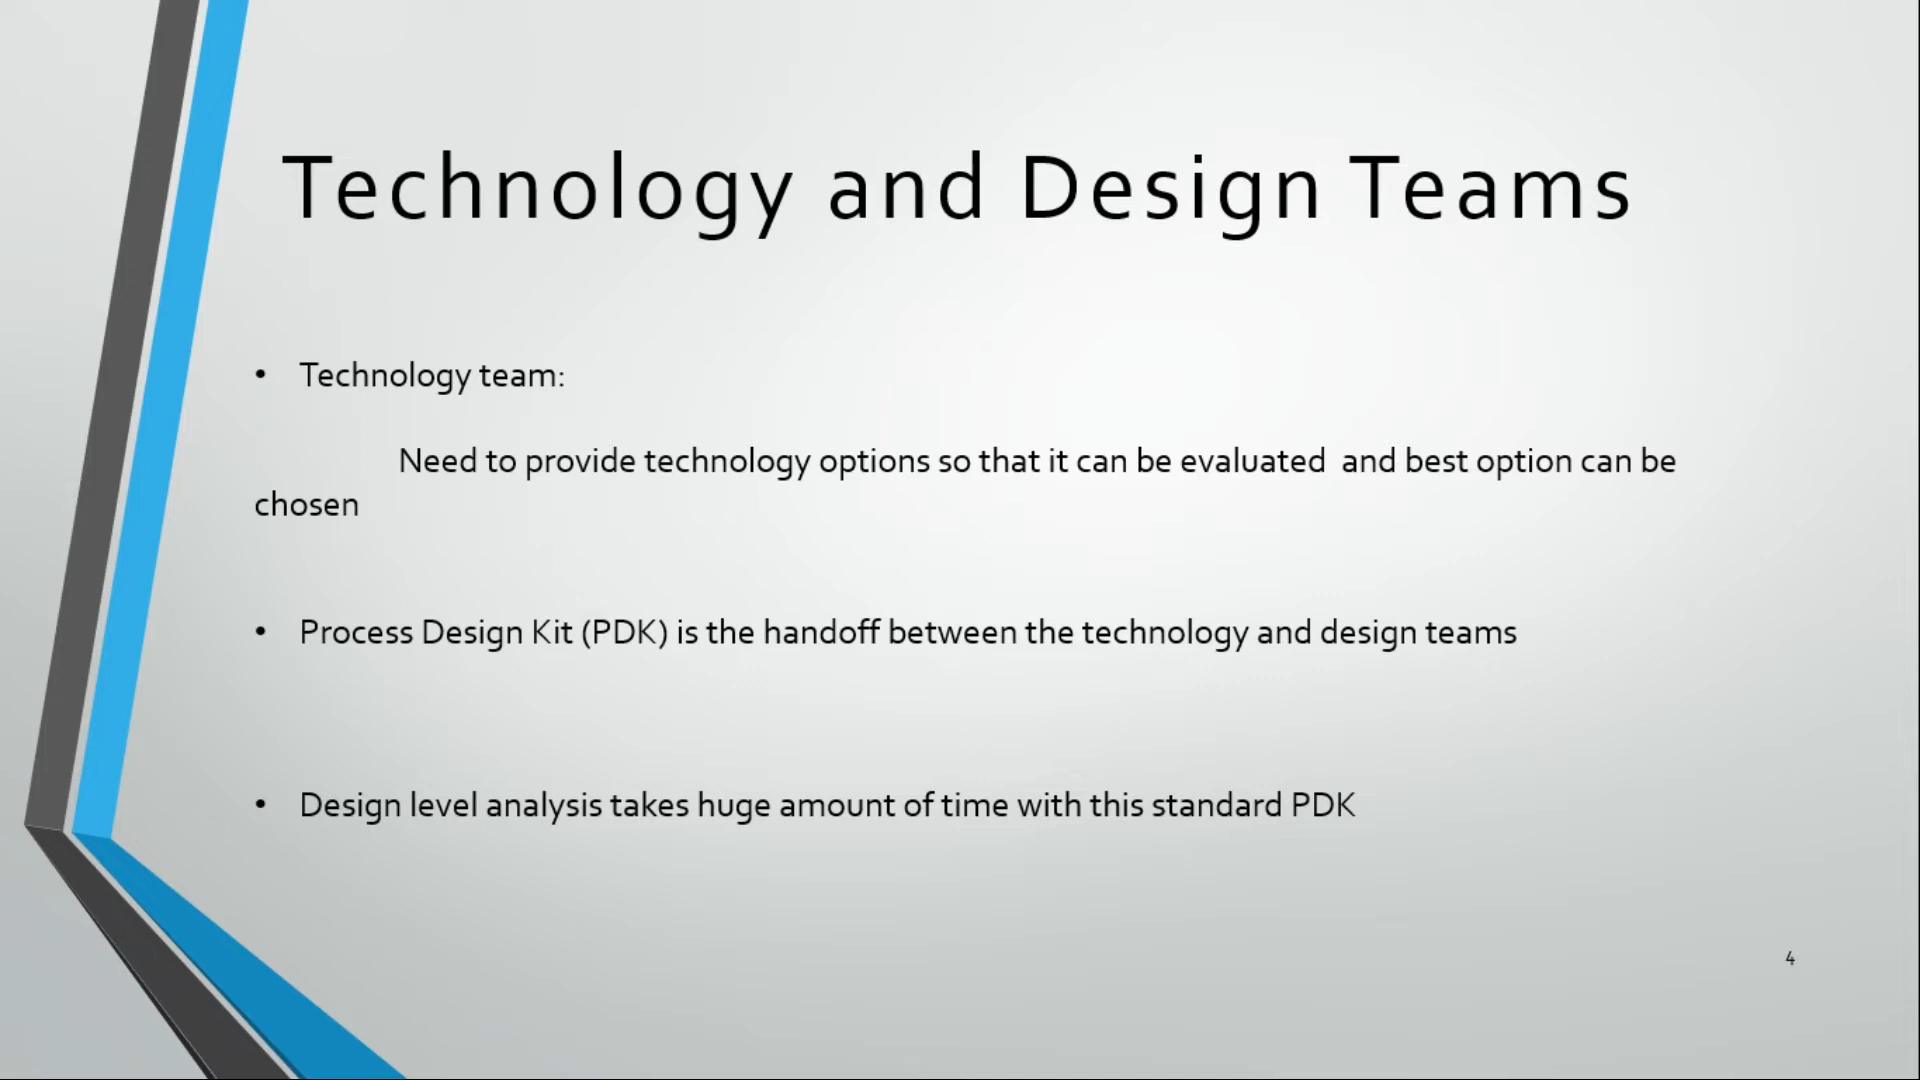 Technology and Design Teams
• Technology team:
Need to provide technology options so that it can be evaluated  and best option can be
chosen
• Process Design Kit (PDK) is the handoff between the technology and design teams
• Design level analysis takes huge amount of time with this standard PDK
4